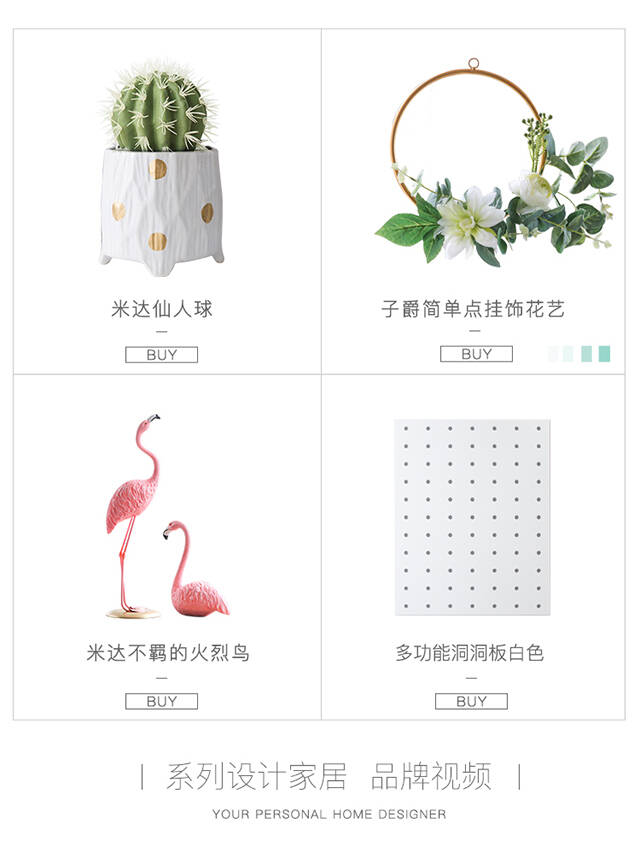 米达仙人球
BUY
子爵简单点挂饰花艺
BUY
米达不羁的火烈鸟
BUY
多功能洞洞板白色
BUY
系列设计家居 品牌视频
YOUR PERSONAL HOME DESIGNER